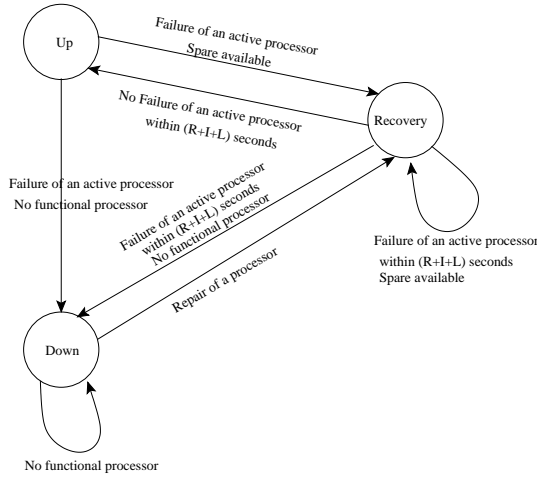 Up
Failure of an active processor
Spare available
No Failure of an active processor
within (R+I+L) seconds
Recovery
Failure of an active processor
No functional processor
Failure of an active processor
within (R+I+L) seconds
No functional processor
Repair of a processor
Failure of an active processor
within (R+I+L) seconds
Spare available
Down
No functional processor